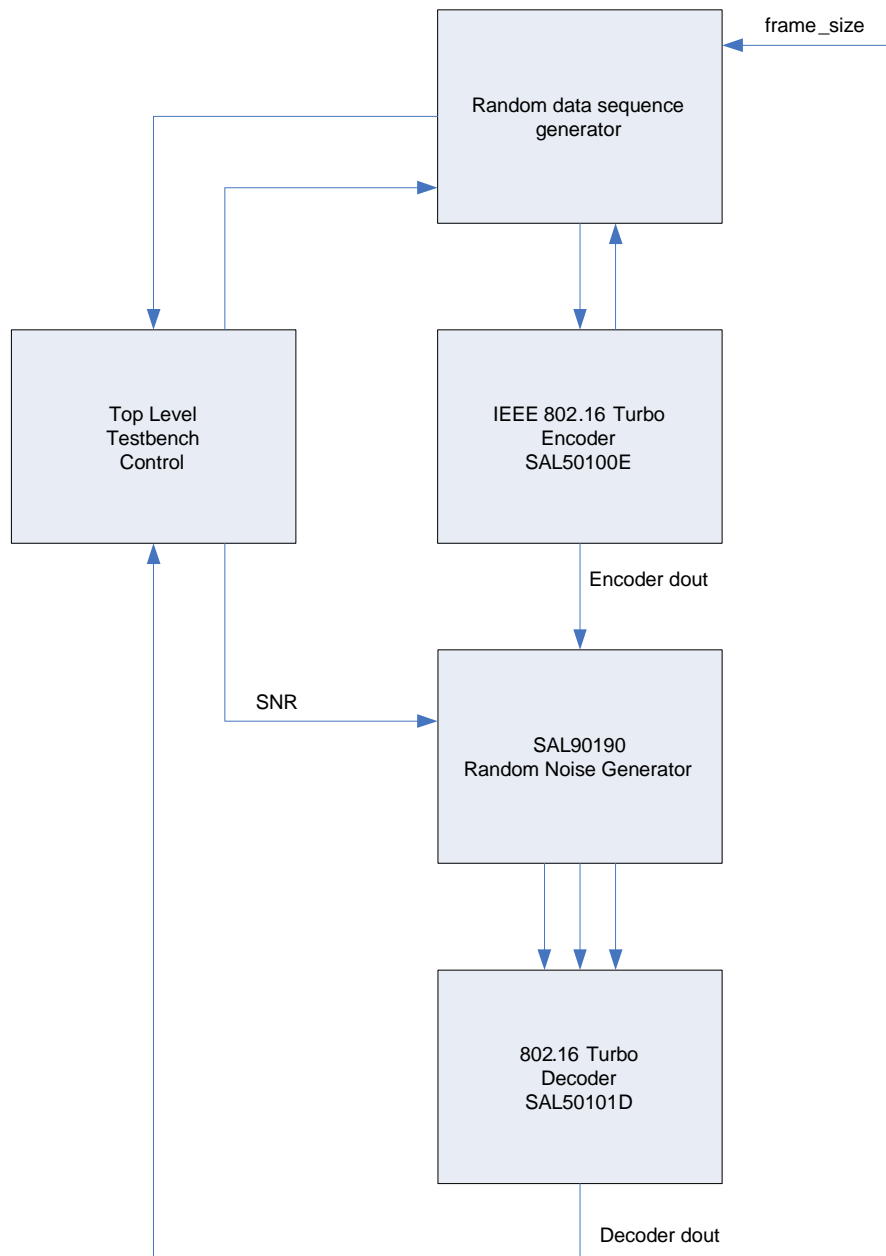 frame_size
Random data sequence
generator
Top Level
Testbench
Control
IEEE 802.16 Turbo
Encoder
SAL50100E
Encoder dout
SNR
SAL90190
Random Noise Generator
802.16 Turbo
Decoder
SAL50101D
Decoder dout